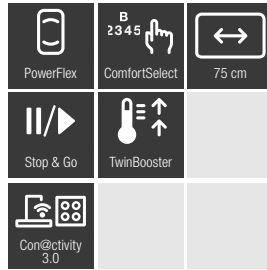 B
2345
PowerFlex
ComfortSelect
75 cm
Stop & Go
TwinBooster
Con@ctivity
3.0